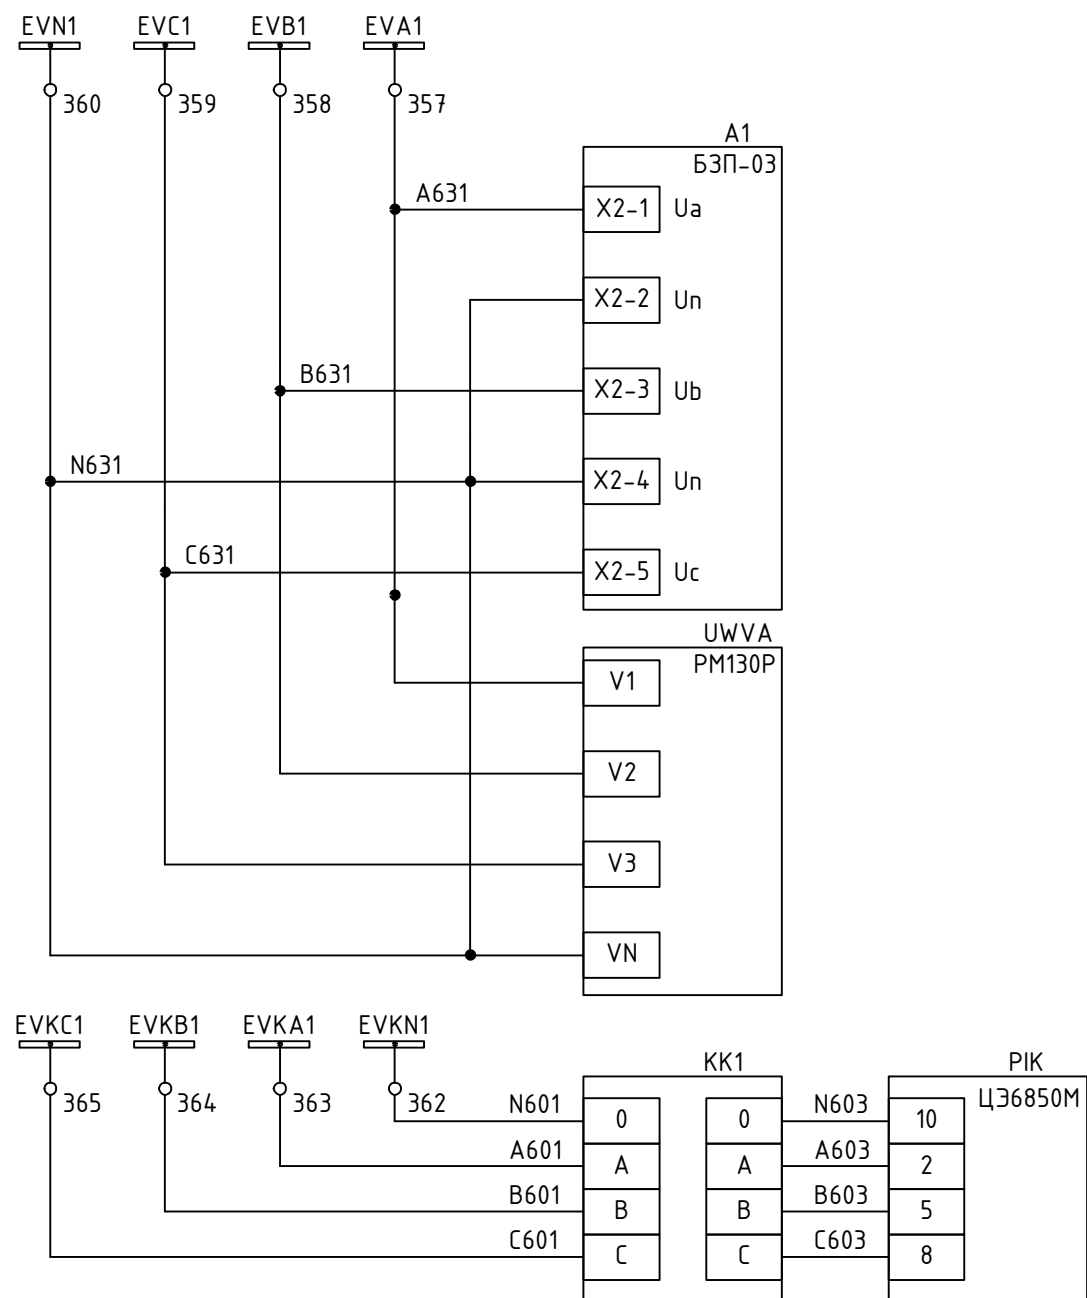 EVN1 EVC1 EVB1 EVA1
360 359 358 357
A1
БЗП-03
A631 X2-1 Ua
X2-2 Un
B631 X2-3 Ub
N631 X2-4 Un
C631 X2-5 Uc
UWVA
PM130P
V1
V2
V3
VN
EVKC1 EVKB1 EVKA1 EVKN1
KK1 PIK
365 364 363 362
ЦЭ6850М
N601 0 0 N603 10
A601 A A A603 2
B601 B B B603 5
C601 C C C603 8